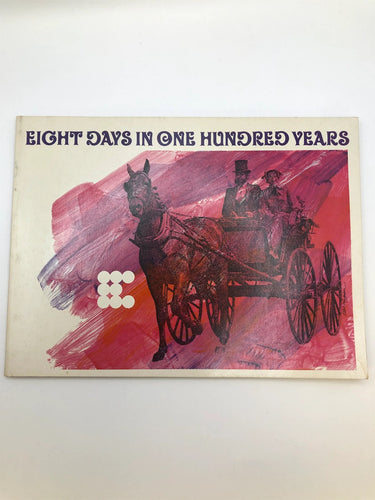 EIGHT DAYS IN ONE HUNDRED YEARS